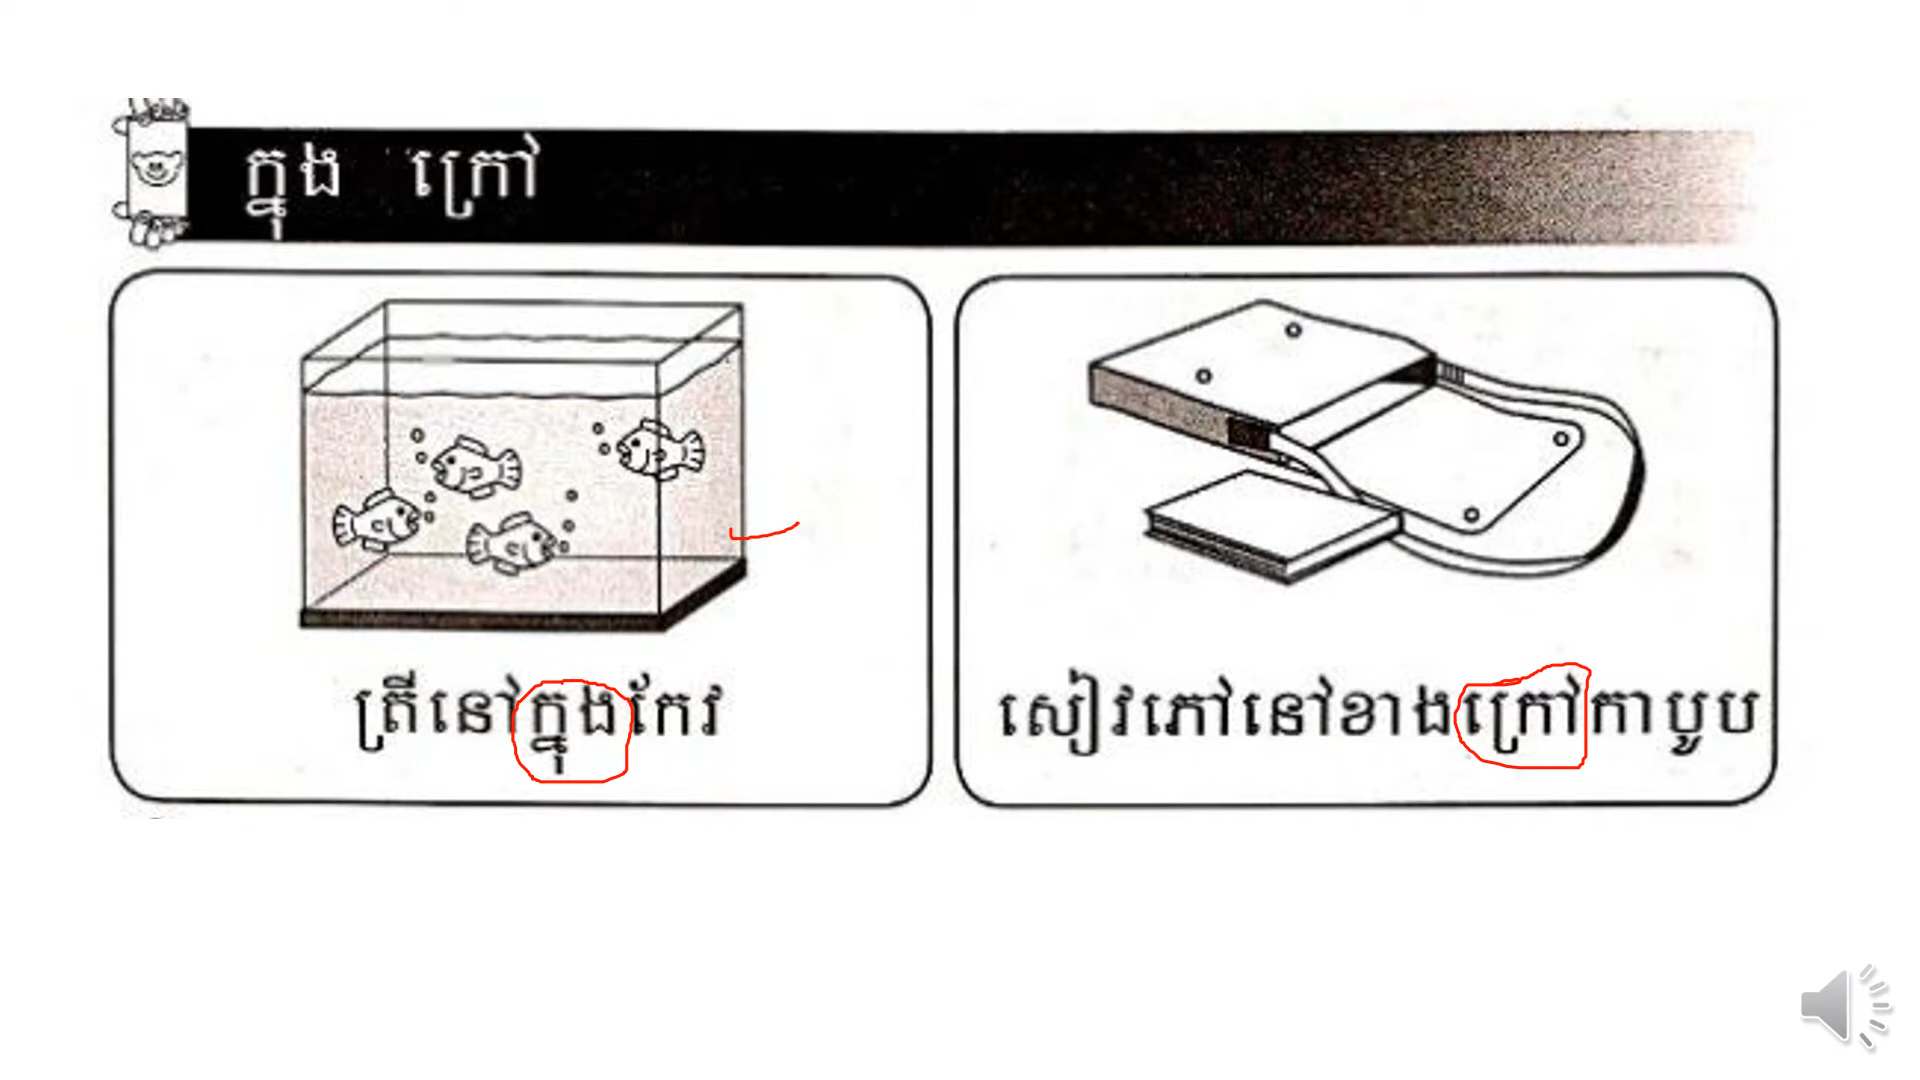 ក្នុង ក្រៅ
ត្រីនៅក្នុងកែវ
សៀវភៅនៅខាងក្រៅកាបូប